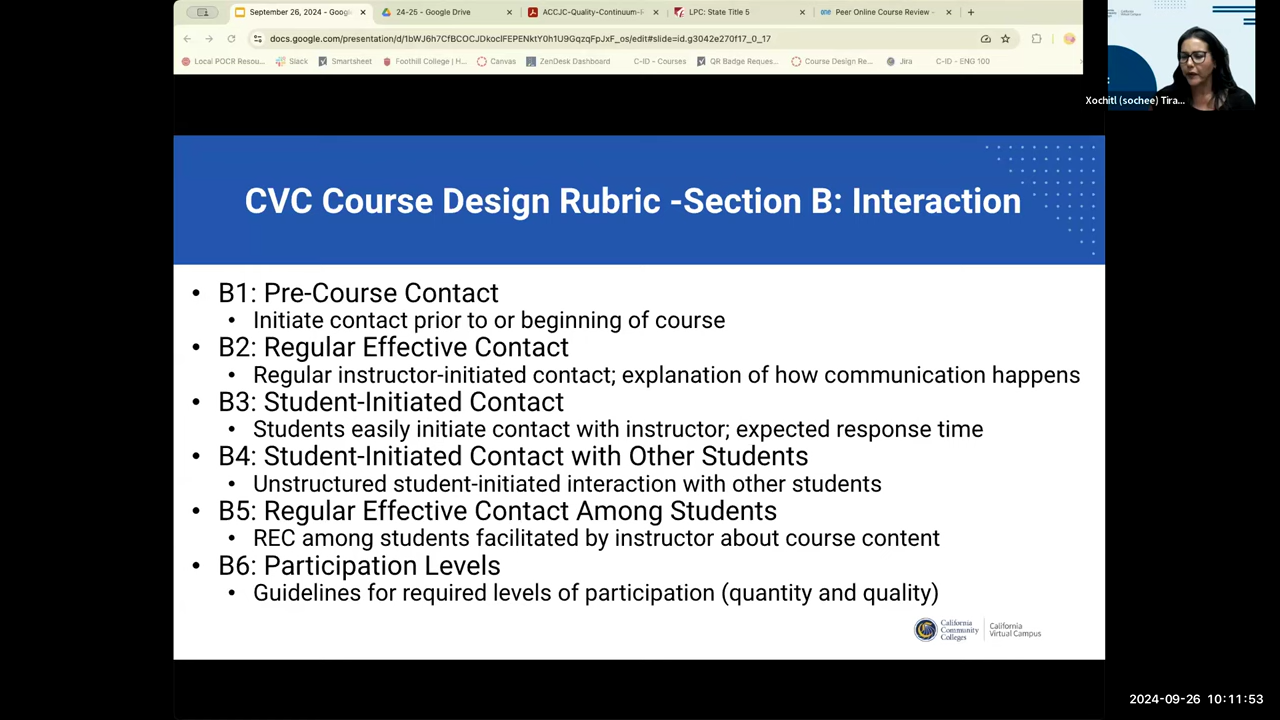 September 26, 2024 - Googl
24-25 - Google Drive
ACCJC-Quality-Continuum-R
LPC: State Title 5
Peer Online Course Review -
docs.google.com/presentation/d/1bWJ6h7CfBCOCJDkoclFEPENktY0h1U9GqzqFpJxF_os/edit#slide=id.g3042e270f17_0_17
Local POCR Resou...
Slack
Smartsheet
Foothill College | H...
Canvas
ZenDesk Dashboard
C-ID - Courses
QR Badge Reques...
Course Design Re...
Jira
C-ID - ENG 100
Xochitl (sochee) Tira...
CVC Course Design Rubric -Section B: Interaction
• B1: Pre-Course Contact
• Initiate contact prior to or beginning of course
• B2: Regular Effective Contact
• Regular instructor-initiated contact; explanation of how communication happens
• B3: Student-Initiated Contact
• Students easily initiate contact with instructor; expected response time
• B4: Student-Initiated Contact with Other Students
• Unstructured student-initiated interaction with other students
• B5: Regular Effective Contact Among Students
• REC among students facilitated by instructor about course content
• B6: Participation Levels
• Guidelines for required levels of participation (quantity and quality)
California
Community
Colleges
California
Virtual Campus
2024-09-26 10:11:53